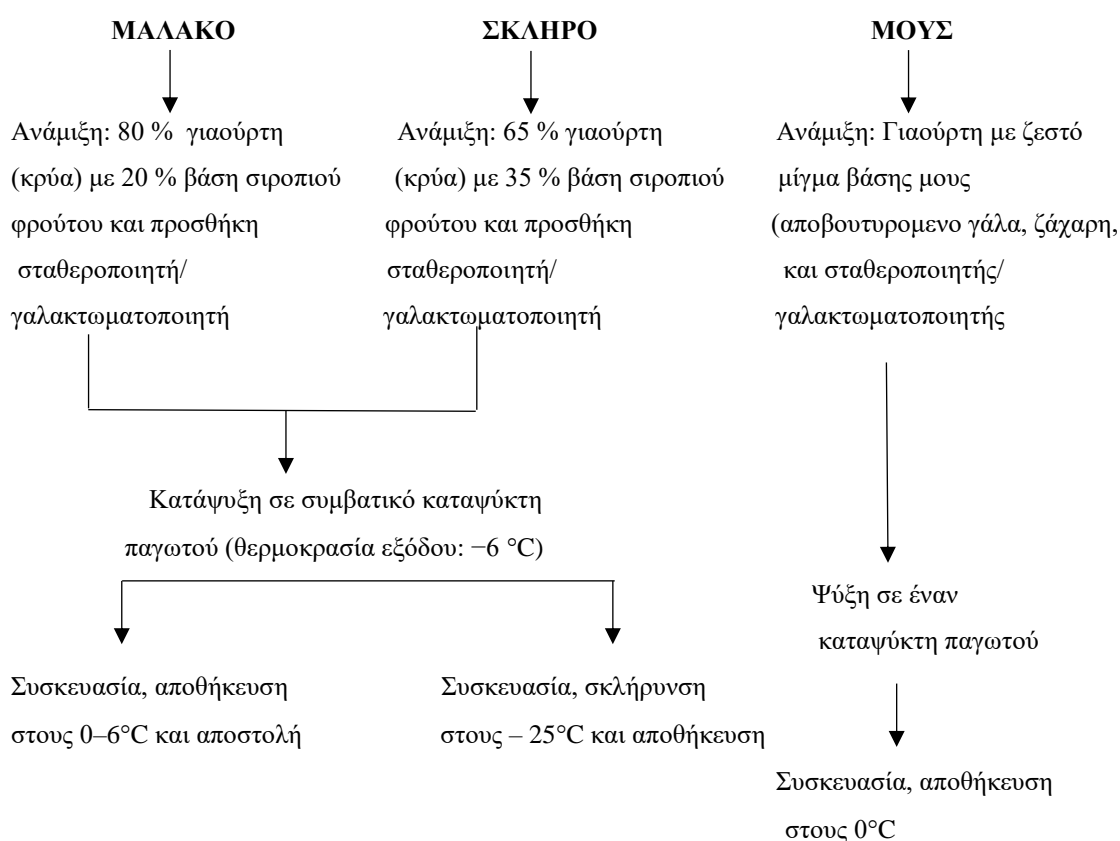 ΜΑΛΑΚΟ
Ανάμιξη: 80 % γιαούρτη
(κρύα) με 20 % βάση σιροπιού
φρούτου και προσθήκη
σταθεροποιητή/
γαλακτωματοποιητή
ΣΚΛΗΡΟ
Ανάμιξη: 65 % γιαούρτη
(κρύα) με 35 % βάση σιροπιού
φρούτου και προσθήκη
σταθεροποιητή/
γαλακτωματοποιητή
Κατάψυξη σε συμβατικό καταψύκτη
παγωτού (θερμοκρασία εξόδου: −6 °C)
Συσκευασία, αποθήκευση
στους 0–6°C και αποστολή
Συσκευασία, σκλήρυνση
στους – 25°C και αποθήκευση
ΜΟΥΣ
Ανάμιξη: Γιαούρτη με ζεστό
μίγμα βάσης μους
(αποβουτυρομενο γάλα, ζάχαρη,
και σταθεροποιητής/
γαλακτωματοποιητής
Ψύξη σε έναν
καταψύκτη παγωτού
Συσκευασία, αποθήκευση
στους 0°C